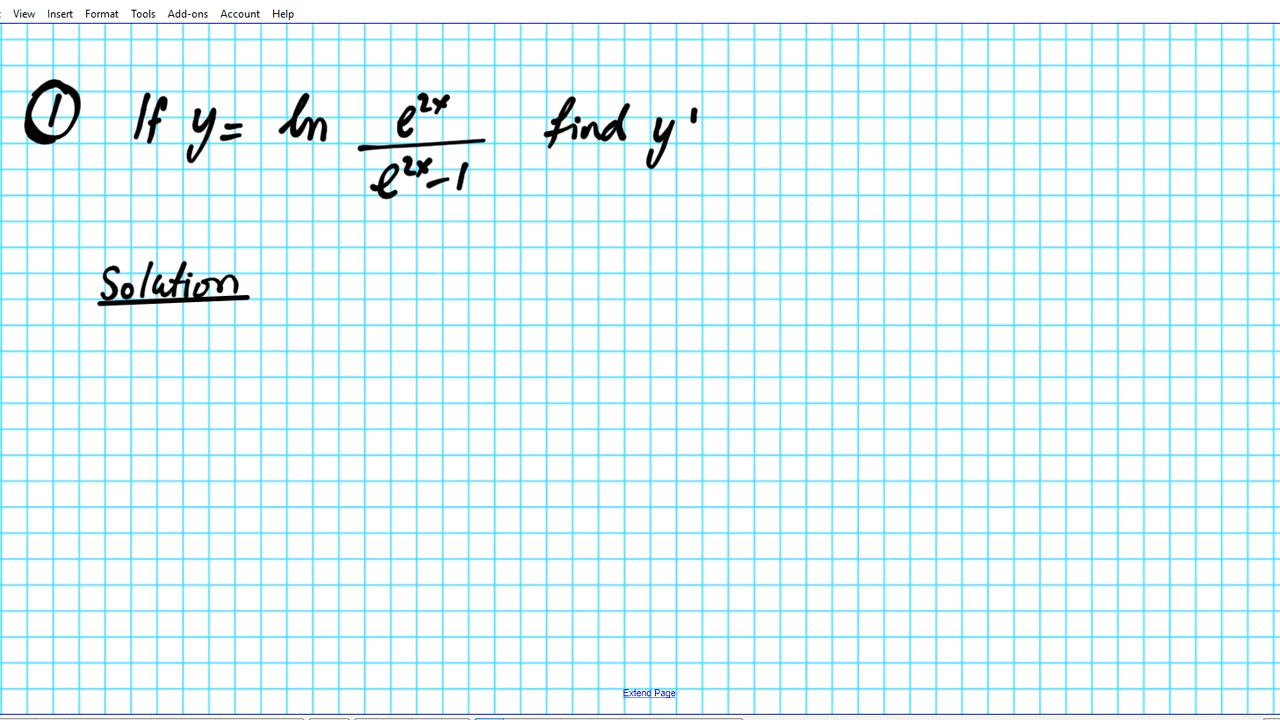 View Insert Format Tools Add-ons Account Help
① If y = ln e^{2x}/(e^{2x}-1) find y'
Solution
Extend Page